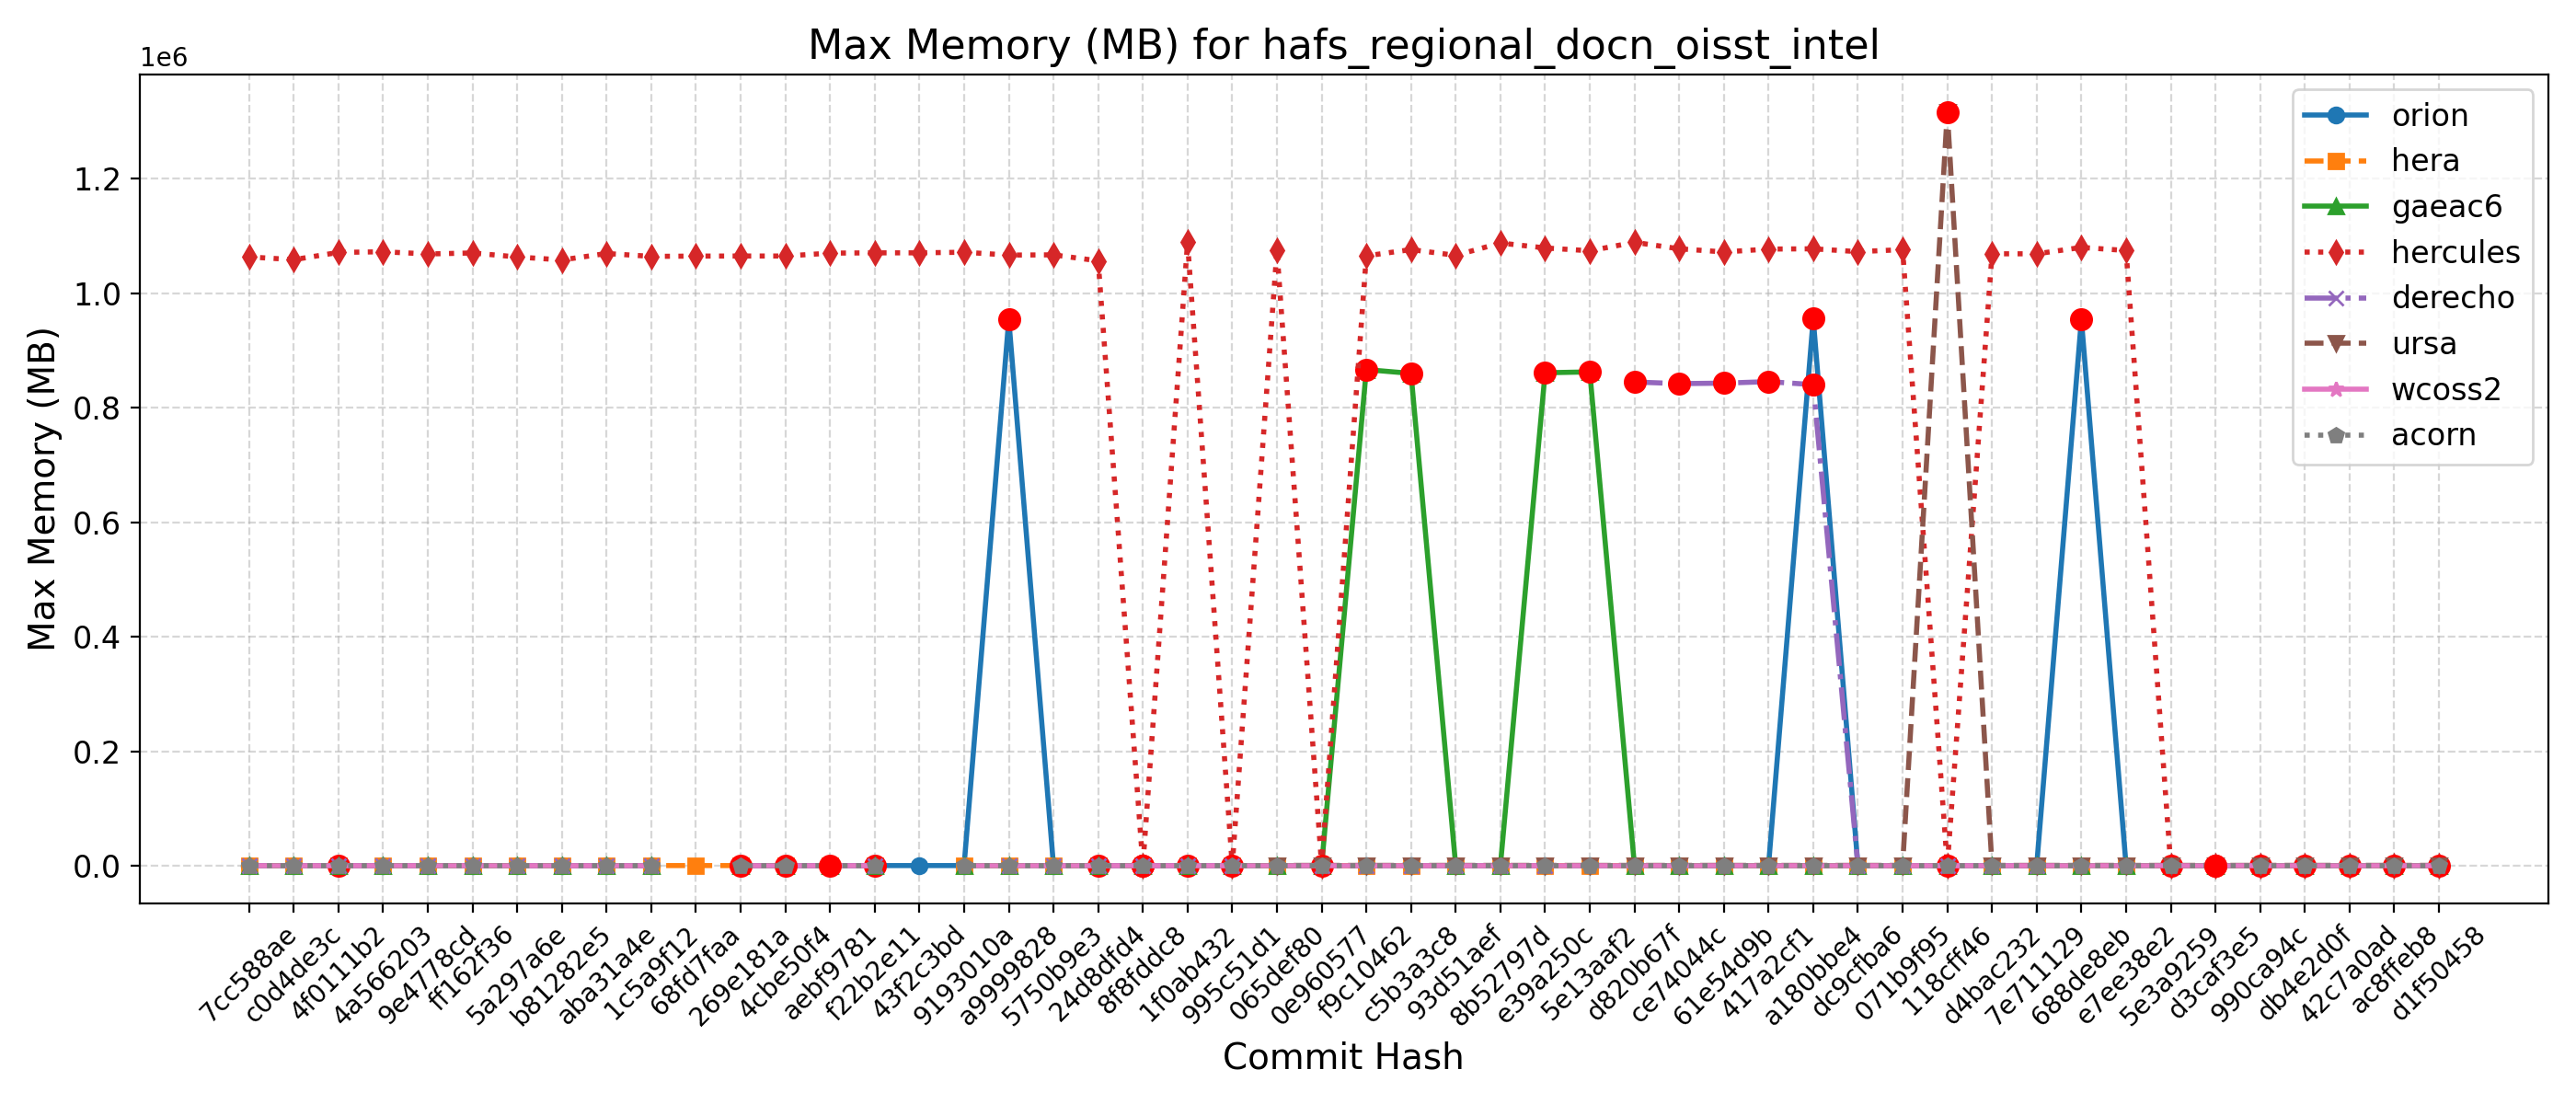 Max Memory (MB) for hafs_regional_docn_oisst_intel
1e6
Max Memory (MB)
1.2
1.0
0.8
0.6
0.4
0.2
0.0
orion
hera
gaeac6
hercules
derecho
ursa
wcoss2
acorn
7cc588ae
c0d4de3c
4f0111b2
4a566203
9e4778cd
ff162f36
5a297a6e
b81282e5
aba31a4e
1c5a9f12
68fd7faa
269e181a
4cbe50f4
aebf9781
f22b2e11
43f2c3bd
9193010a
a9999828
5750b9e3
24d8dfd4
8f8fddc8
1f0ab432
995c51d1
065def80
0e960577
f9c10462
c5b3a3c8
93d51aef
8b52797d
e39a250c
5e13aaf2
d820b67f
ce74044c
61e54d9b
417a2cf1
a180bbe4
dc9cfba6
071b9f95
118cff46
d4bac232
7e711129
688de8eb
e7ee38e2
5e3a9259
d3caf3e5
990ca94c
db4e2d0f
42c7a0ad
ac8ffeb8
d1f50458
Commit Hash